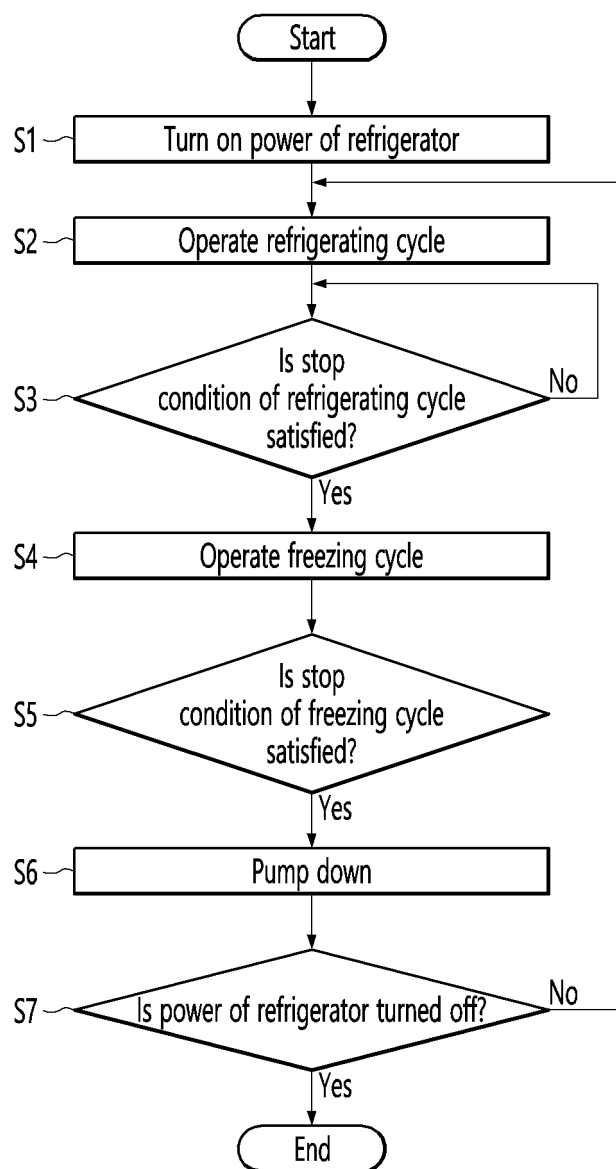 Start
S1
Turn on power of refrigerator
S2
Operate refrigerating cycle
S3
Is stop
condition of refrigerating cycle
satisfied?
No
Yes
S4
Operate freezing cycle
S5
Is stop
condition of freezing cycle
satisfied?
Yes
S6
Pump down
S7
Is power of refrigerator turned off?
No
Yes
End